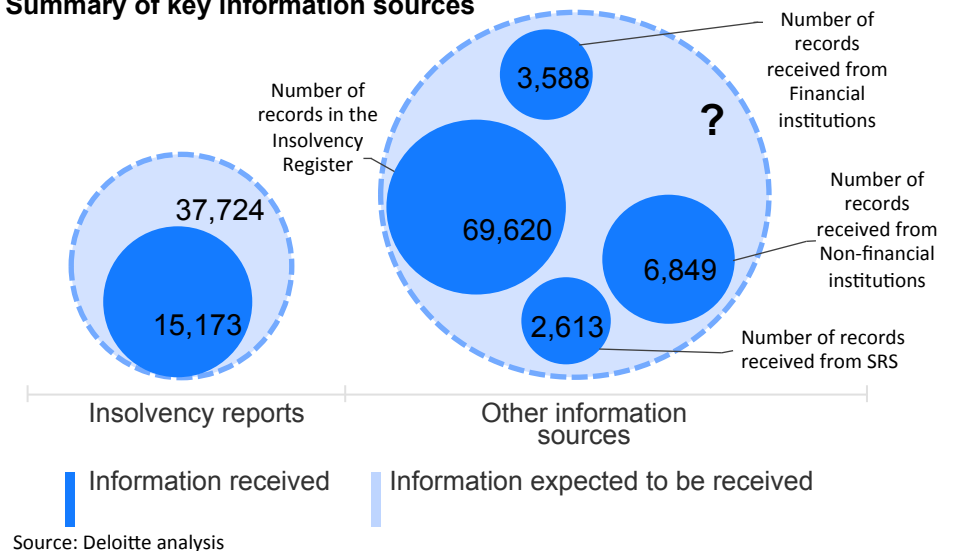 Summary of key information sources
Number of
records
received from
Financial
institutions
3,588
?
Number of
records in the
Insolvency
Register
37,724
69,620
Number of
records
received from
Non-financial
institutions
6,849
15,173
2,613
Number of records
received from SRS
Insolvency reports
Other information
sources
Information received
Information expected to be received
Source: Deloitte analysis